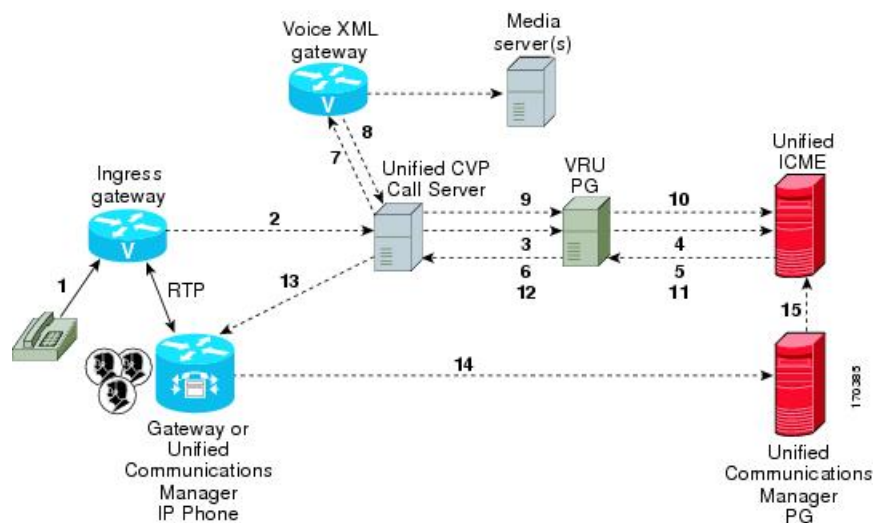 Voice XML
gateway
Media
server(s)
8
7
Unified CVP
Call Server
VRU
PG
Unified
ICME
Ingress
gateway
2
9
10
3
4
6
5
12
11
1
RTP
13
15
14
170385
Gateway or
Unified
Communications
Manager
IP Phone
Unified
Communications
Manager
PG
V
V